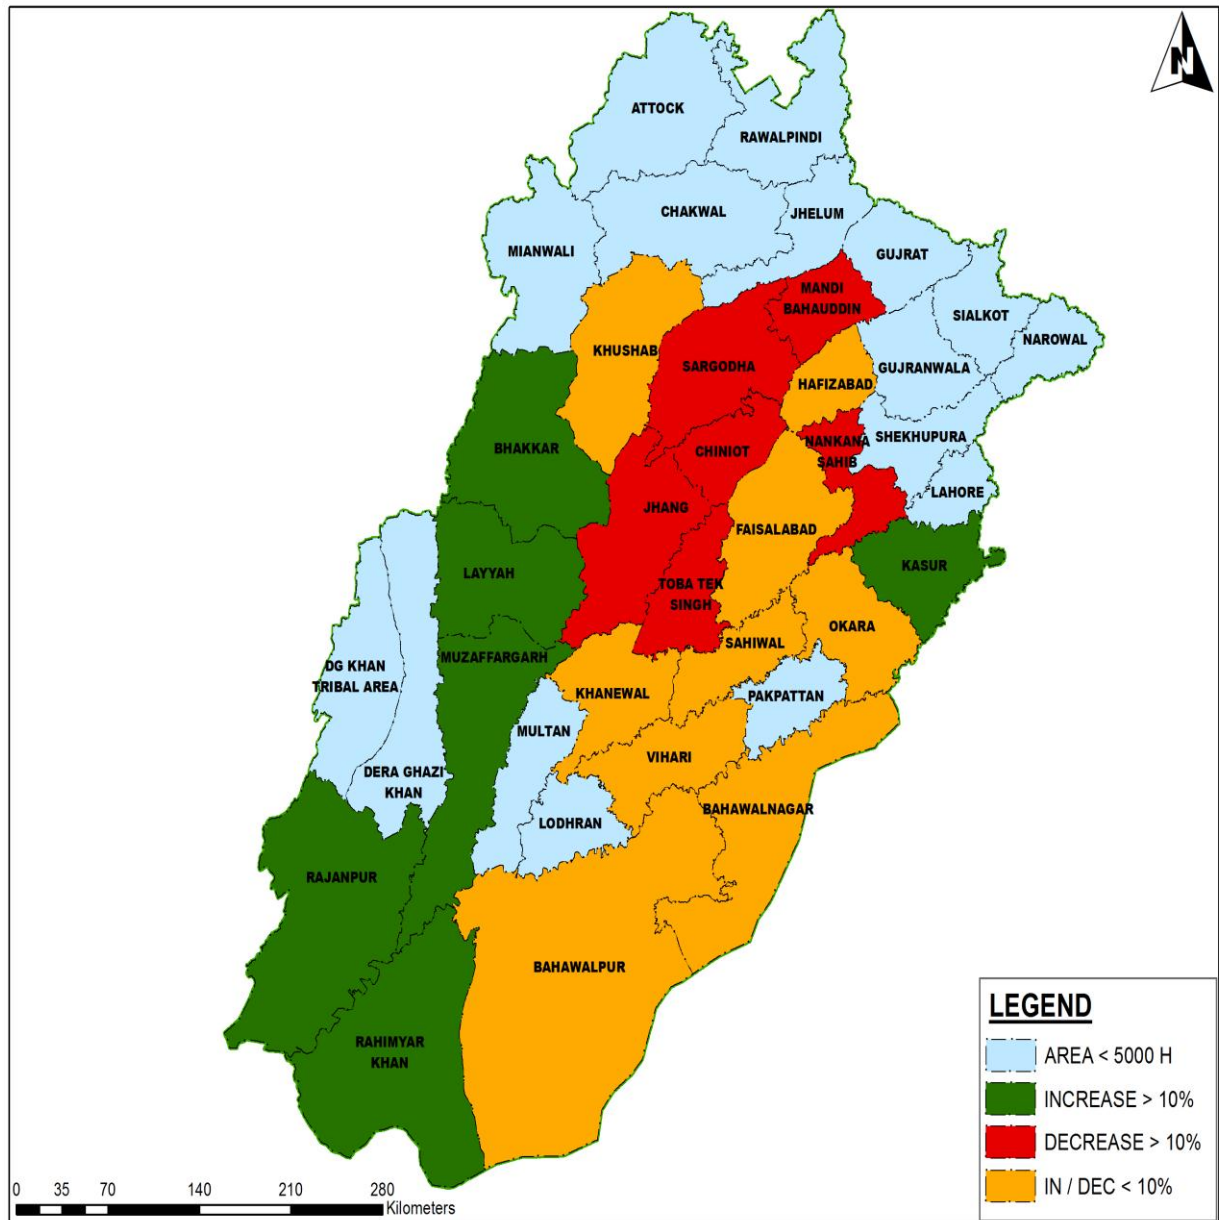 N
ATTOCK
RAWALPINDI
CHAKWAL
JHELUM
MIANWALI
GUJRAT
MANDI
BAHAUDDIN
SIALKOT
NAROWAL
KHUSHAB
SARGODHA
HAFIZABAD
GUJRANWALA
BHAKKAR
CHINIOT
NANKANA
SAHIB
SHEKHUPURA
LAHORE
JHANG
FAISALABAD
KASUR
LAYYAH
TOBA TEK
SINGH
OKARA
SAHIWAL
MUZAFFARGARH
DG KHAN
TRIBAL AREA
KHANEWAL
PAKPATTAN
MULTAN
VIHARI
DERA GHAZI
KHAN
LODHRAN
BAHAWALNAGAR
RAJANPUR
BAHAWALPUR
RAHIMYAR
KHAN
LEGEND
AREA < 5000 H
INCREASE > 10%
DECREASE > 10%
IN / DEC < 10%
0 35 70 140 210 280
Kilometers